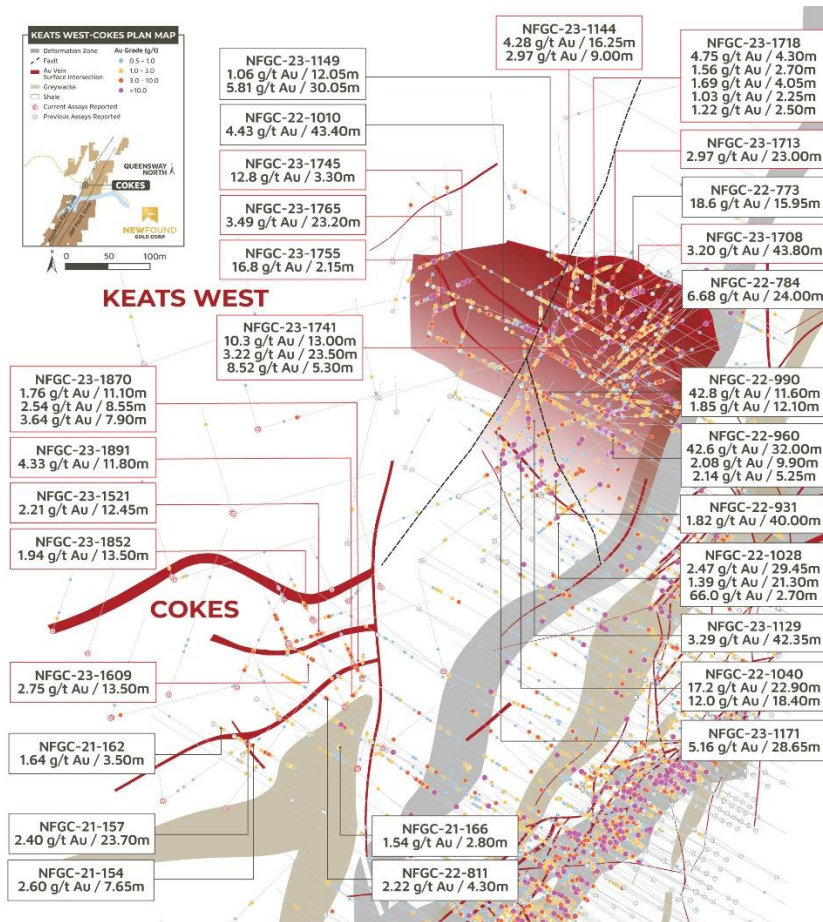 KEATS WEST-COKES PLAN MAP
Deformation Zone
Fault
Au Vein
Surface Intersection
Greywacke
Shale
Current Assays Reported
Previous Assays Reported
Au Grade (g/t)
0.5 - 1.0
1.0 - 3.0
3.0 - 10.0
>10.0
QUEENSWAY
NORTH
COKES
NEWFOUND
GOLD CORP
0 50 100m
NFGC-23-1149
1.06 g/t Au / 12.05m
5.81 g/t Au / 30.05m
NFGC-22-1010
4.43 g/t Au / 43.40m
NFGC-23-1745
12.8 g/t Au / 3.30m
NFGC-23-1765
3.49 g/t Au / 23.20m
NFGC-23-1755
16.8 g/t Au / 2.15m
NFGC-23-1144
4.28 g/t Au / 16.25m
2.97 g/t Au / 9.00m
NFGC-23-1718
4.75 g/t Au / 4.30m
1.56 g/t Au / 2.70m
1.69 g/t Au / 4.05m
1.03 g/t Au / 2.25m
1.22 g/t Au / 2.50m
NFGC-23-1713
2.97 g/t Au / 23.00m
NFGC-22-773
18.6 g/t Au / 15.95m
NFGC-23-1708
3.20 g/t Au / 43.80m
NFGC-22-784
6.68 g/t Au / 24.00m
KEATS WEST
NFGC-23-1741
10.3 g/t Au / 13.00m
3.22 g/t Au / 23.50m
8.52 g/t Au / 5.30m
NFGC-23-1870
1.76 g/t Au / 11.10m
2.54 g/t Au / 8.55m
3.64 g/t Au / 7.90m
NFGC-23-1891
4.33 g/t Au / 11.80m
NFGC-23-1521
2.21 g/t Au / 12.45m
NFGC-23-1852
1.94 g/t Au / 13.50m
NFGC-22-990
42.8 g/t Au / 11.60m
1.85 g/t Au / 12.10m
NFGC-22-960
42.6 g/t Au / 32.00m
2.08 g/t Au / 9.90m
2.14 g/t Au / 5.25m
NFGC-22-931
1.82 g/t Au / 40.00m
NFGC-22-1028
2.47 g/t Au / 29.45m
1.39 g/t Au / 21.30m
66.0 g/t Au / 2.70m
NFGC-23-1129
3.29 g/t Au / 42.35m
NFGC-22-1040
17.2 g/t Au / 22.90m
12.0 g/t Au / 18.40m
NFGC-23-1171
5.16 g/t Au / 28.65m
COKES
NFGC-23-1609
2.75 g/t Au / 13.50m
NFGC-21-162
1.64 g/t Au / 3.50m
NFGC-21-157
2.40 g/t Au / 23.70m
NFGC-21-154
2.60 g/t Au / 7.65m
NFGC-21-166
1.54 g/t Au / 2.80m
NFGC-22-811
2.22 g/t Au / 4.30m